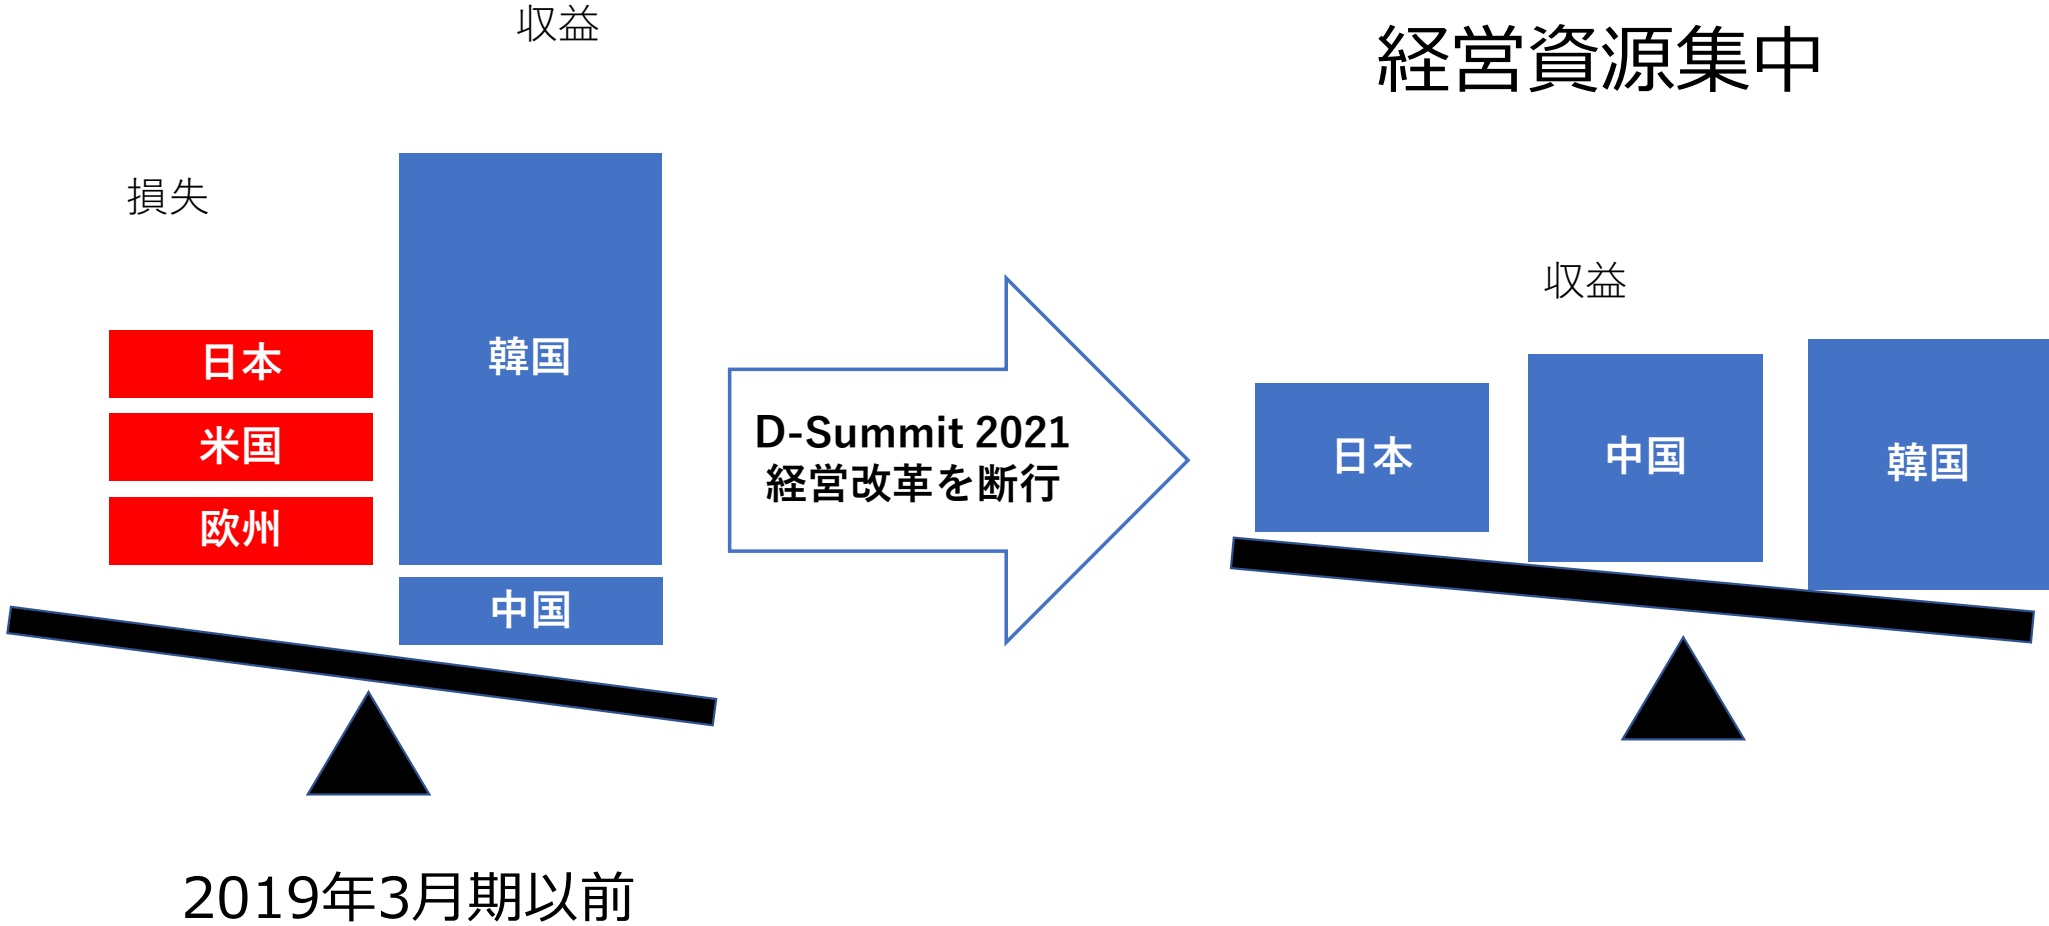 収益
損失
日本
米国
欧州
韓国
中国
2019年3月期以前
D-Summit 2021
経営改革を断行
経営資源集中
収益
日本
中国
韓国